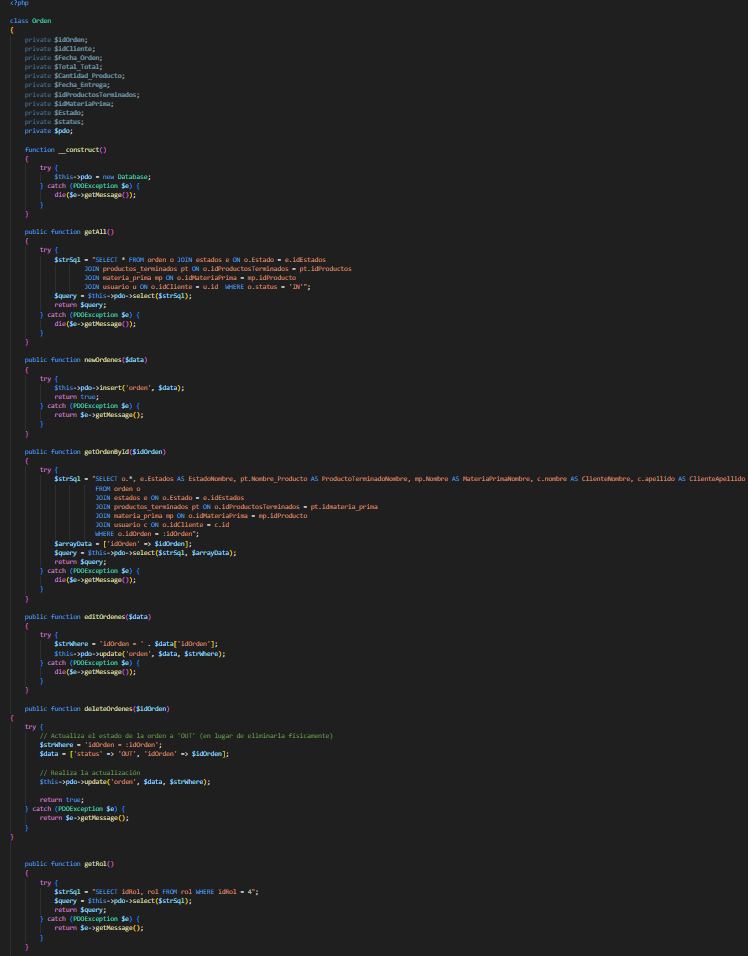 <?php
class Orden
{
private $idOrden;
private $idCliente;
private $Fecha_Orden;
private $Total_Total;
private $Cantidad_Producto;
private $Fecha_Entrega;
private $idProductosTerminados;
private $idMateriaPrima;
private $Estado;
private $status;
private $pdo;
function __construct()
{
try {
$this->pdo = new Database;
} catch (PDOException $e) {
die($e->getMessage());
}
}
public function getAll()
{
try {
$strSql = "SELECT * FROM orden o JOIN estados e ON o.Estado = e.idEstados
JOIN productos_terminados pt ON o.idProductosTerminados = pt.idProductos
JOIN materia_prima mp ON o.idMateriaPrima = mp.idProducto
JOIN usuario u ON o.idCliente = u.id  WHERE o.status = 'IN'";
$query = $this->pdo->select($strSql);
return $query;
} catch (PDOException $e) {
die($e->getMessage());
}
}
public function newOrdenes($data)
{
try {
$this->pdo->insert('orden', $data);
return true;
} catch (PDOException $e) {
return $e->getMessage();
}
}
public function getOrdenById($idOrden)
{
try {
$strSql = "SELECT o.*, e.Estados AS EstadoNombre, pt.Nombre_Producto AS ProductoTerminadoNombre, mp.Nombre AS MateriaPrimaNombre, c.nombre AS ClienteNombre, c.apellido AS ClienteApellido
FROM orden o
JOIN estados e ON o.Estado = e.idEstados
JOIN productos_terminados pt ON o.idProductosTerminados = pt.idmateria_prima
JOIN materia_prima mp ON o.idMateriaPrima = mp.idProducto
JOIN usuario c ON o.idCliente = c.id
WHERE o.idOrden = :idOrden";
$arrayData = ['idOrden' => $idOrden];
$query = $this->pdo->select($strSql, $arrayData);
return $query;
} catch (PDOException $e) {
die($e->getMessage());
}
}
public function editOrdenes($data)
{
try {
$strWhere = 'idOrden = ' . $data['idOrden'];
$this->pdo->update('orden', $data, $strWhere);
} catch (PDOException $e) {
die($e->getMessage());
}
}
public function deleteOrdenes($idOrden)
{
try {
// Actualiza el estado de la orden a 'OUT' (en lugar de eliminarla físicamente)
$strWhere = 'idOrden = :idOrden';
$data = ['status' => 'OUT', 'idOrden' => $idOrden];
// Realiza la actualización
$this->pdo->update('orden', $data, $strWhere);
return true;
} catch (PDOException $e) {
return $e->getMessage();
}
}
public function getRol()
{
try {
$strSql = "SELECT idRol, rol FROM rol WHERE idRol = 4";
$query = $this->pdo->select($strSql);
return $query;
} catch (PDOException $e) {
return $e->getMessage();
}
}